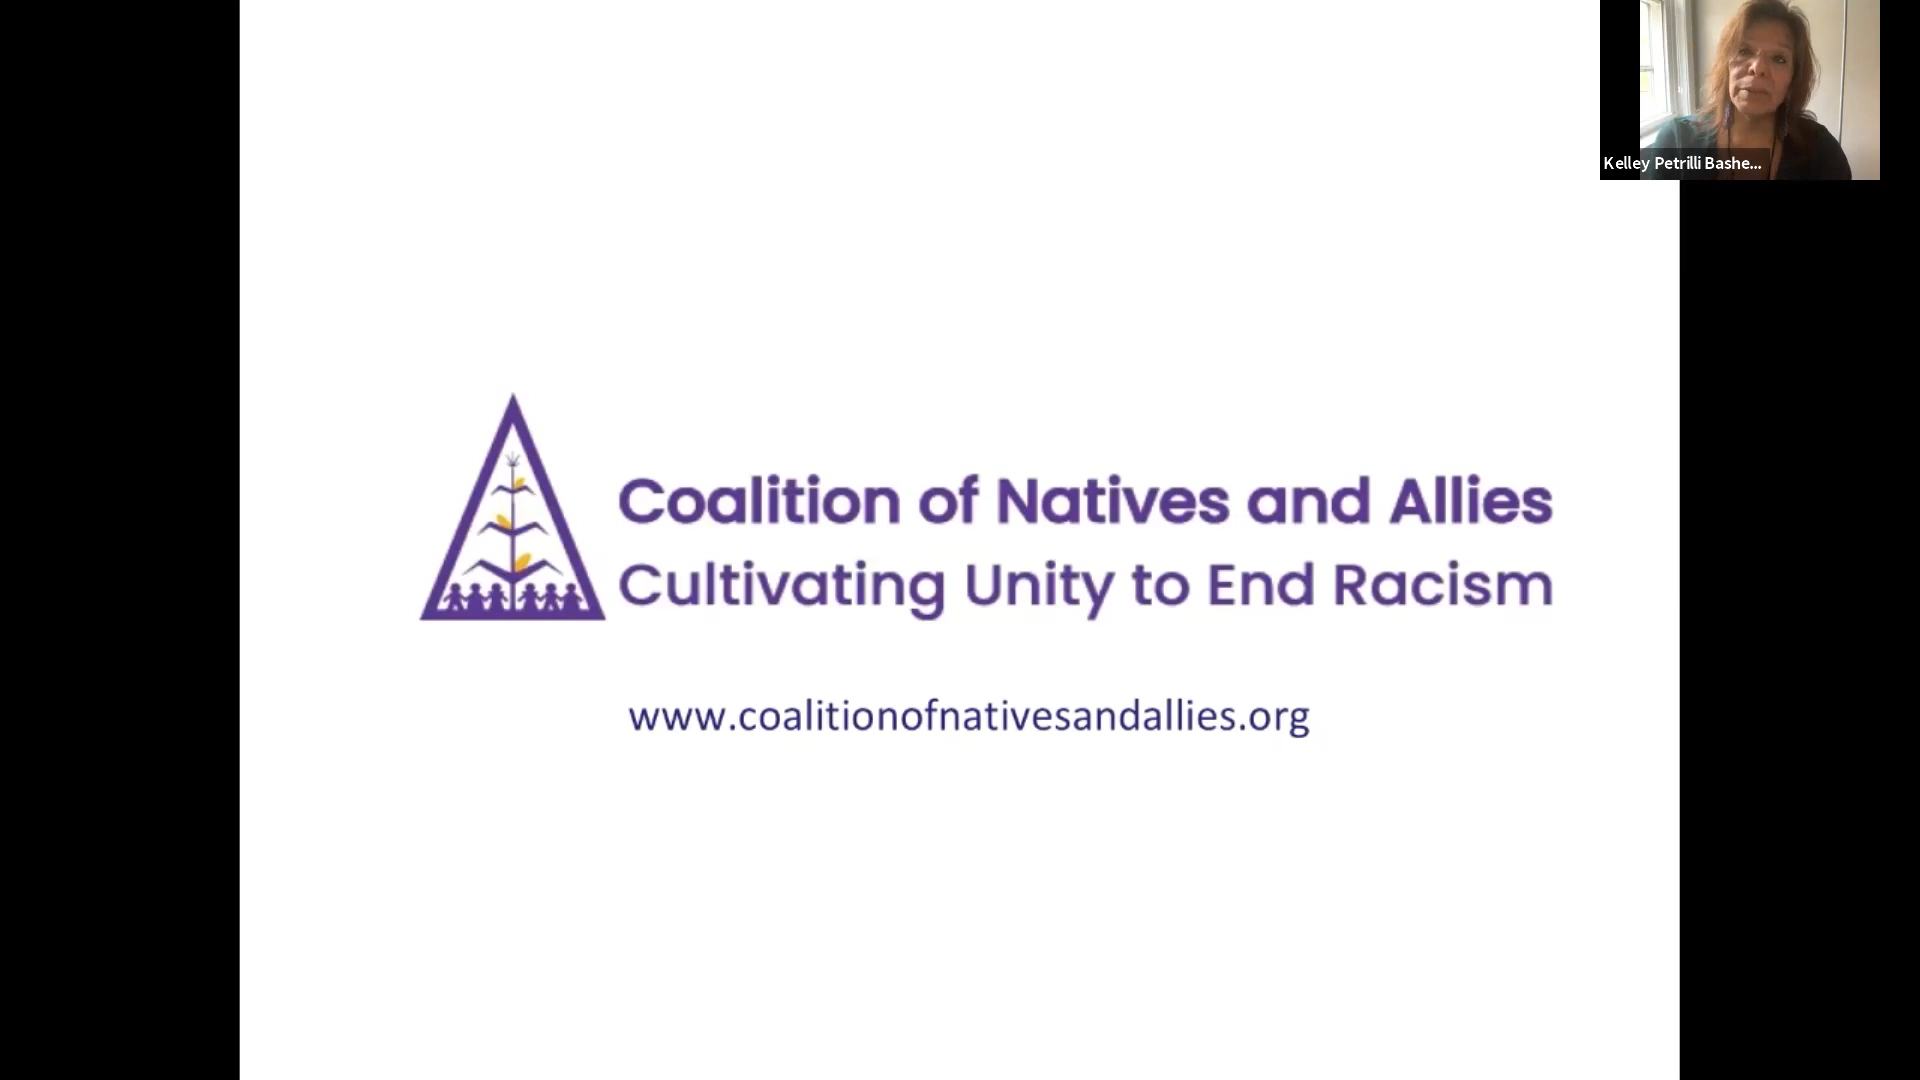 Kelley Petrilli Bashe...
Coalition of Natives and Allies
Cultivating Unity to End Racism
www.coalitionofnativesandallies.org